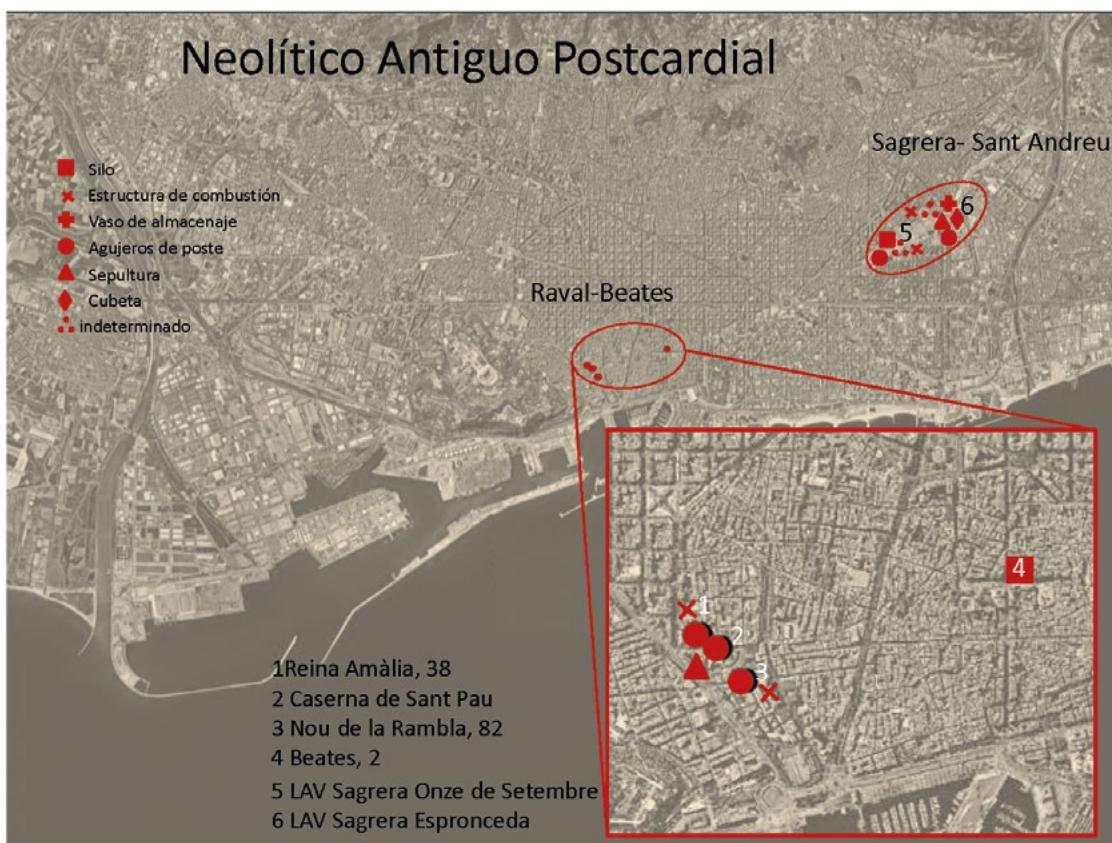 Neolítico Antiguo Postcardial
Sagrera- Sant Andreu
Silo
Estructura de combustión
Vaso de almacenaje
Agujeros de poste
Sepultura
Cubeta
indeterminado
6
5
Raval-Beates
4
1
2
3
1Reina Amàlia, 38
2 Caserna de Sant Pau
3 Nou de la Rambla, 82
4 Beates, 2
5 LAV Sagrera Onze de Setembre
6 LAV Sagrera Espronceda